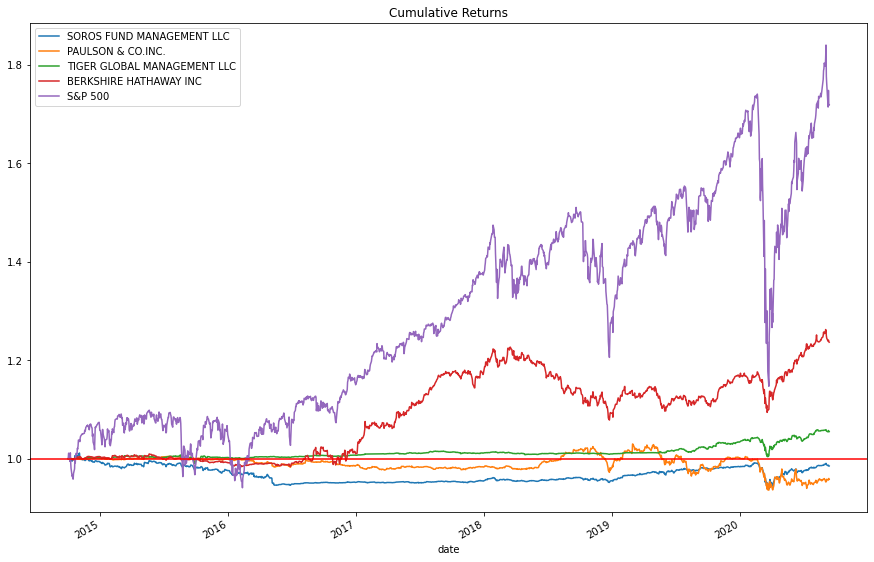 Cumulative Returns
SOROS FUND MANAGEMENT LLC
PAULSON & CO.INC.
TIGER GLOBAL MANAGEMENT LLC
BERKSHIRE HATHAWAY INC
S&P 500
1.8
1.6
1.4
1.2
1.0
2015
2016
2017
2018
2019
2020
date